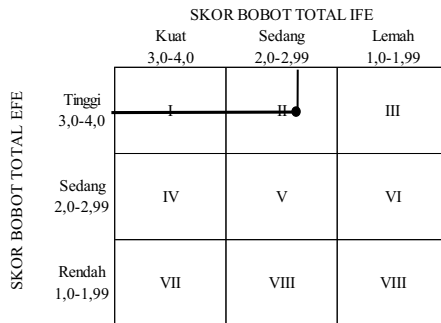 SKOR BOBOT TOTAL IFE
Kuat Sedang Lemah
3,0-4,0 2,0-2,99 1,0-1,99
SKOR BOBOT TOTAL EFE
Tinggi
3,0-4,0
I II III
Sedang
2,0-2,99
IV V VI
Rendah
1,0-1,99
VII VIII VIII